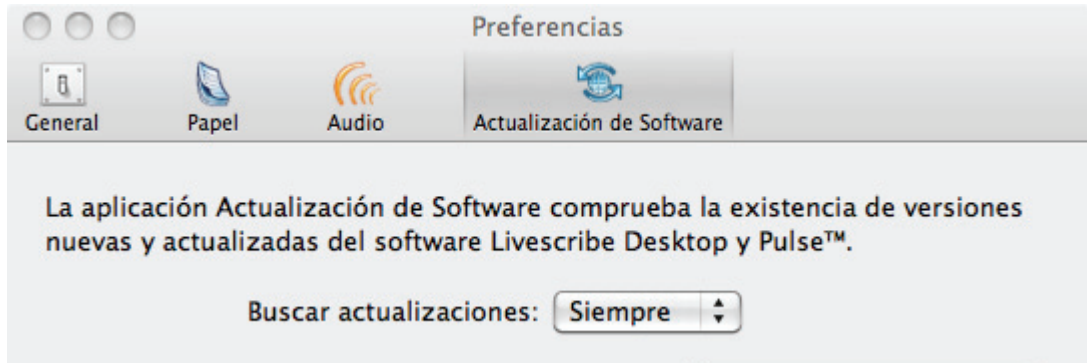 Preferencias
General Papel Audio Actualización de Software
La aplicación Actualización de Software comprueba la existencia de versiones
nuevas y actualizadas del software Livescribe Desktop y Pulse™.
Buscar actualizaciones: Siempre